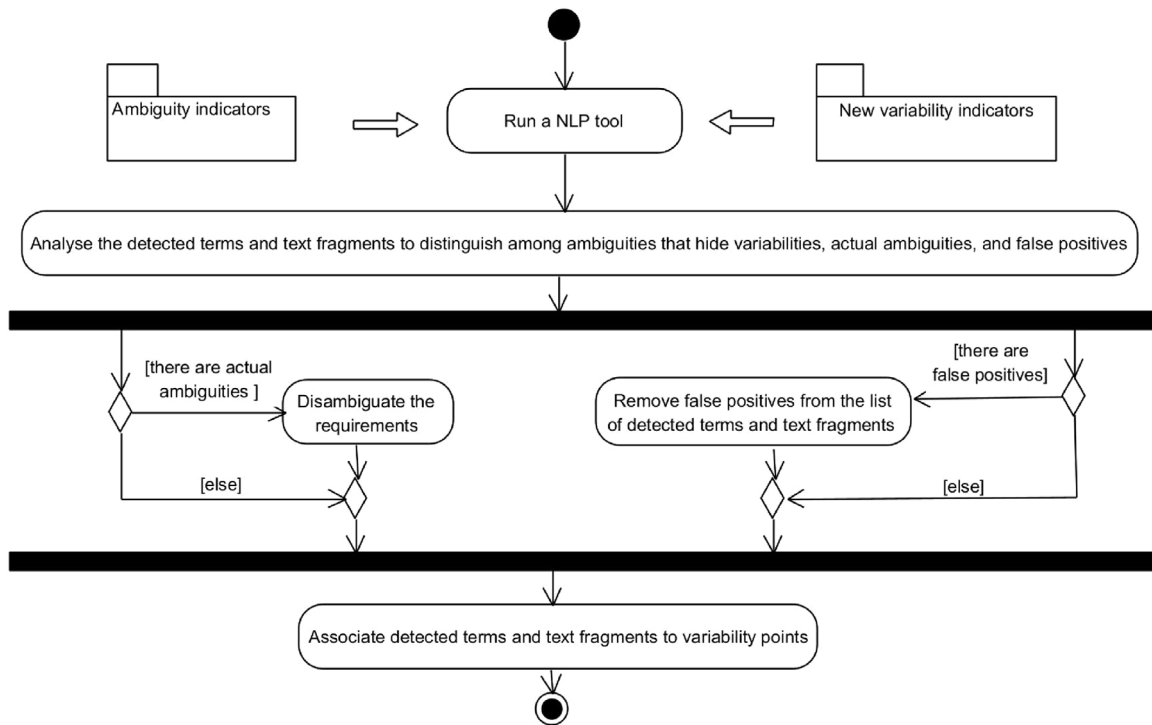 Ambiguity indicators
Run a NLP tool
New variability indicators
Analyse the detected terms and text fragments to distinguish among ambiguities that hide variabilities, actual ambiguities, and false positives
[there are actual
ambiguities ]
Disambiguate the
requirements
[else]
[there are
false positives]
Remove false positives from the list
of detected terms and text fragments
[else]
Associate detected terms and text fragments to variability points